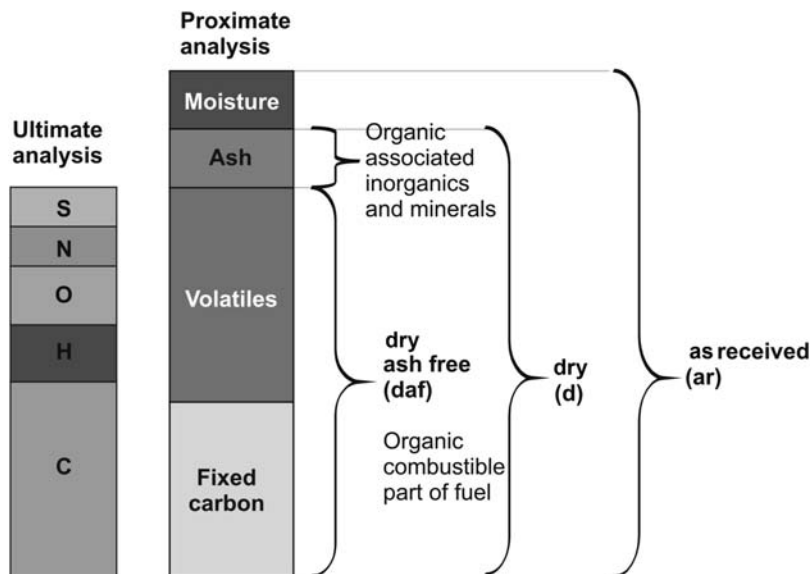 Proximate
analysis
Moisture
Ultimate
analysis
Ash
Organic
associated
inorganics
and minerals
S
N
O
H
C
Volatiles
Fixed
carbon
dry
ash free
(daf)
Organic
combustible
part of fuel
dry
(d)
as received
(ar)